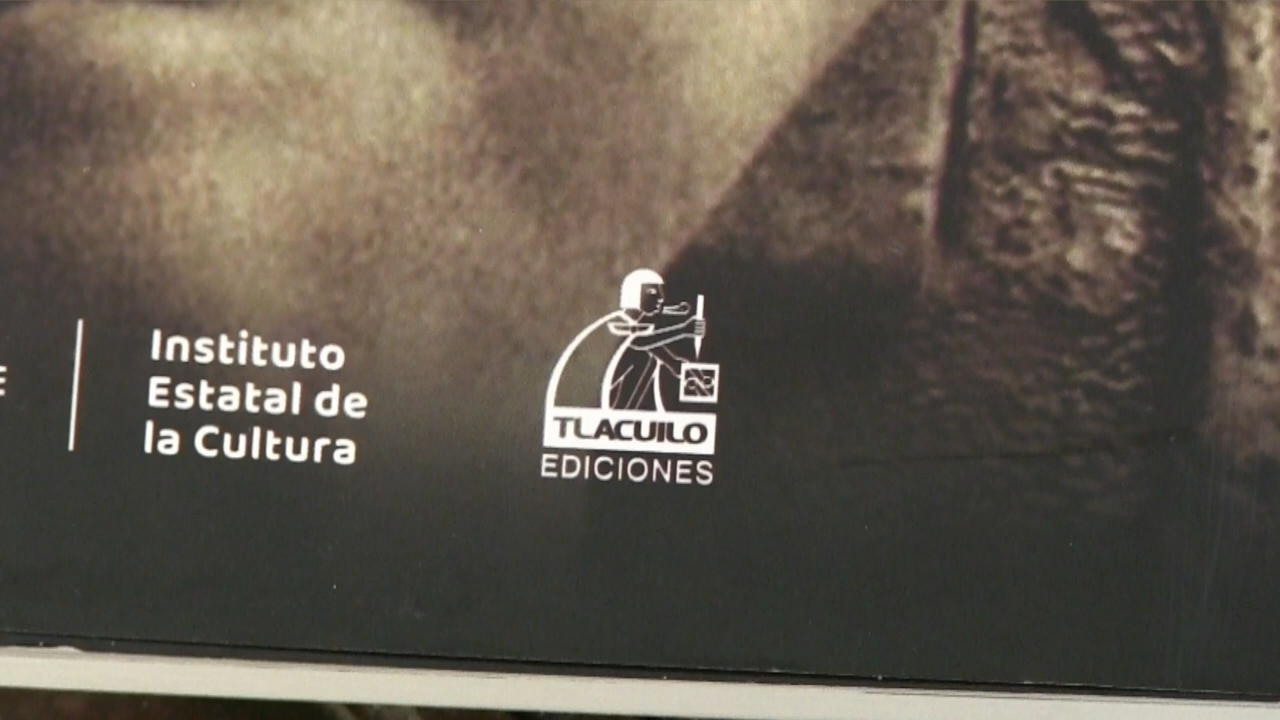 Instituto
Estatal de
la Cultura
TLACUILO
EDICIONES